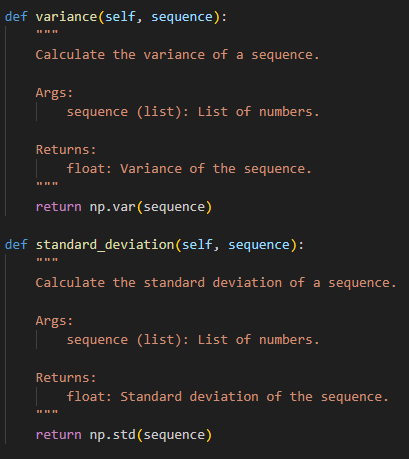 def variance(self, sequence):
"""
Calculate the variance of a sequence.
Args:
sequence (list): List of numbers.
Returns:
float: Variance of the sequence.
"""
return np.var(sequence)
def standard_deviation(self, sequence):
"""
Calculate the standard deviation of a sequence.
Args:
sequence (list): List of numbers.
Returns:
float: Standard deviation of the sequence.
"""
return np.std(sequence)